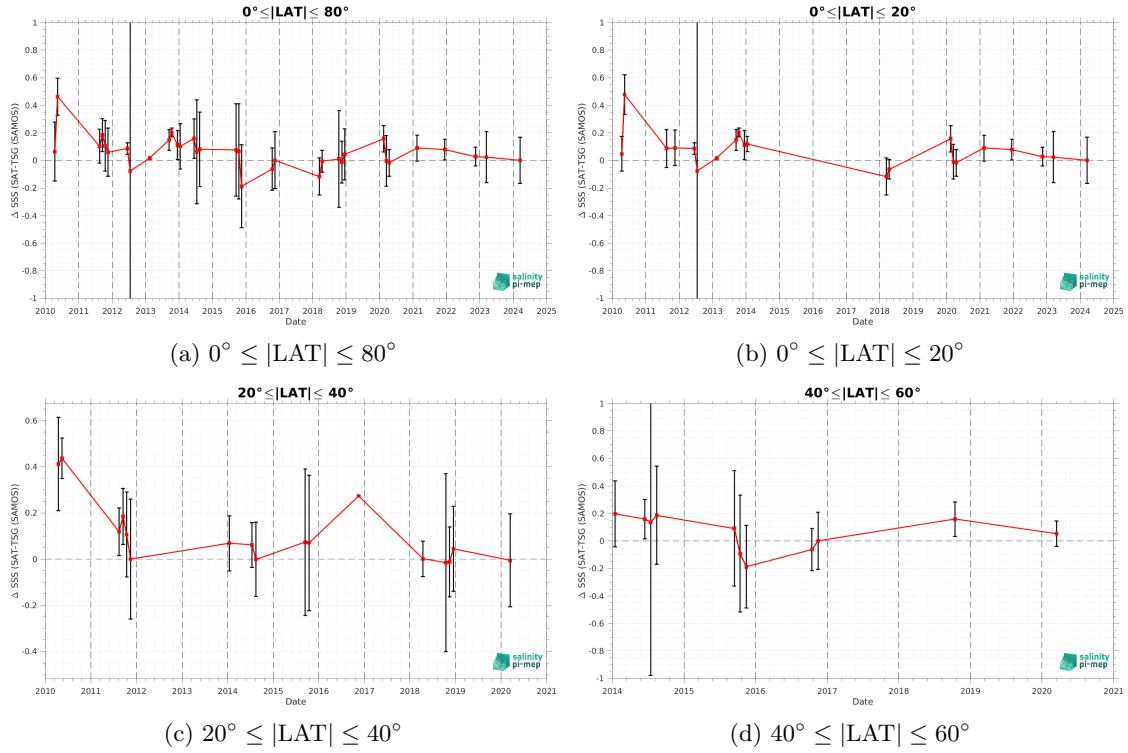 0°≤|LAT|≤ 80°
Δ SSS (SAT-TSG (SAMOS))
1
0.8
0.6
0.4
0.2
0
-0.2
-0.4
-0.6
-0.8
-1
2010 2011 2012 2013 2014 2015 2016 2017 2018 2019 2020 2021 2022 2023 2024 2025
Date
salinity
pi-mep
(a) 0° ≤ |LAT| ≤ 80°
0°≤|LAT|≤ 20°
Δ SSS (SAT-TSG (SAMOS))
1
0.8
0.6
0.4
0.2
0
-0.2
-0.4
-0.6
-0.8
-1
2010 2011 2012 2013 2014 2015 2016 2017 2018 2019 2020 2021 2022 2023 2024 2025
Date
salinity
pi-mep
(b) 0° ≤ |LAT| ≤ 20°
20°≤|LAT|≤ 40°
Δ SSS (SAT-TSG (SAMOS))
0.6
0.4
0.2
0
-0.2
-0.4
2010 2011 2012 2013 2014 2015 2016 2017 2018 2019 2020 2021
Date
salinity
pi-mep
(c) 20° ≤ |LAT| ≤ 40°
40°≤|LAT|≤ 60°
Δ SSS (SAT-TSG (SAMOS))
1
0.8
0.6
0.4
0.2
0
-0.2
-0.4
-0.6
-0.8
-1
2014 2015 2016 2017 2018 2019 2020 2021
Date
salinity
pi-mep
(d) 40° ≤ |LAT| ≤ 60°